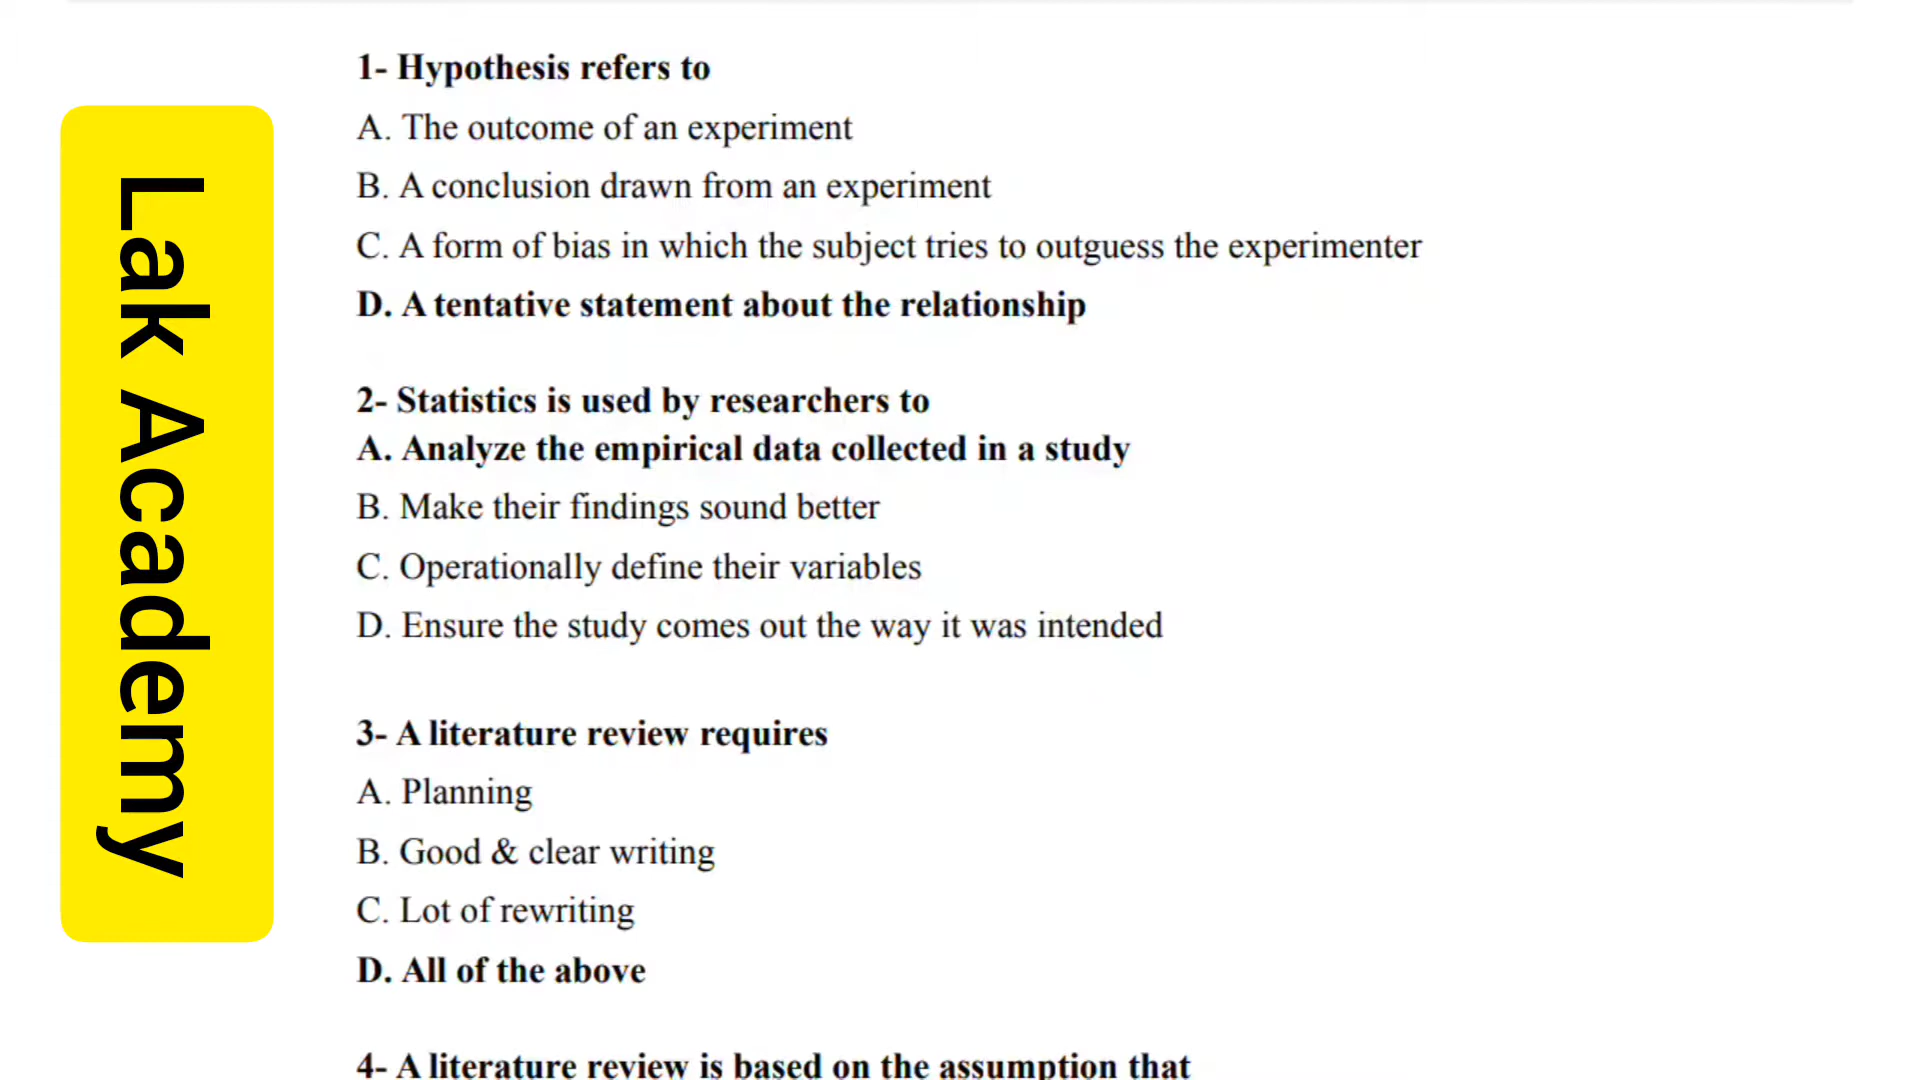 Lak Academy
1- Hypothesis refers to
A. The outcome of an experiment
B. A conclusion drawn from an experiment
C. A form of bias in which the subject tries to outguess the experimenter
D. A tentative statement about the relationship
2- Statistics is used by researchers to
A. Analyze the empirical data collected in a study
B. Make their findings sound better
C. Operationally define their variables
D. Ensure the study comes out the way it was intended
3- A literature review requires
A. Planning
B. Good & clear writing
C. Lot of rewriting
D. All of the above
4- A literature review is based on the assumption that